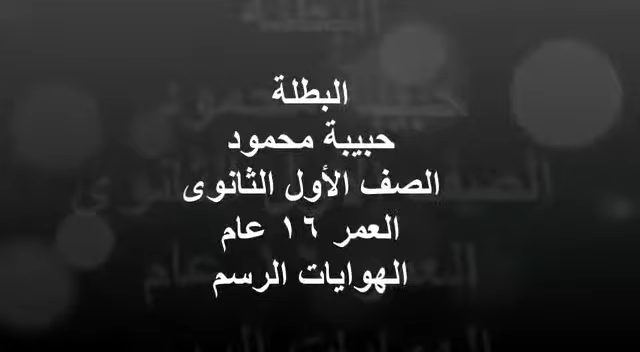 البطلة
حبيبة محمود
الصف الأول الثانوى
العمر ١٦ عام
الهوايات الرسم